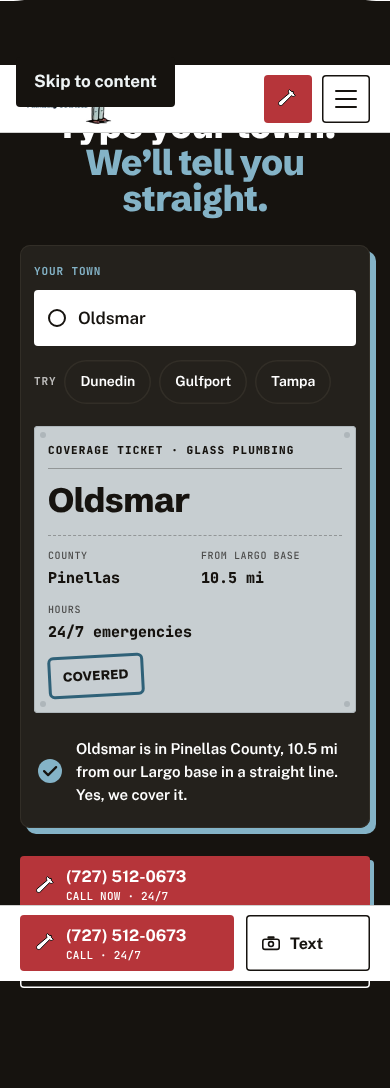 Skip to content
Type your town.
We’ll tell you
straight.
YOUR TOWN
Oldsmar
TRY
Dunedin
Gulfport
Tampa
COVERAGE TICKET · GLASS PLUMBING
Oldsmar
COUNTY
FROM LARGO BASE
Pinellas
10.5 mi
HOURS
24/7 emergencies
COVERED
Oldsmar is in Pinellas County, 10.5 mi
from our Largo base in a straight line.
Yes, we cover it.
(727) 512-0673
CALL NOW · 24/7
(727) 512-0673
CALL · 24/7
Text